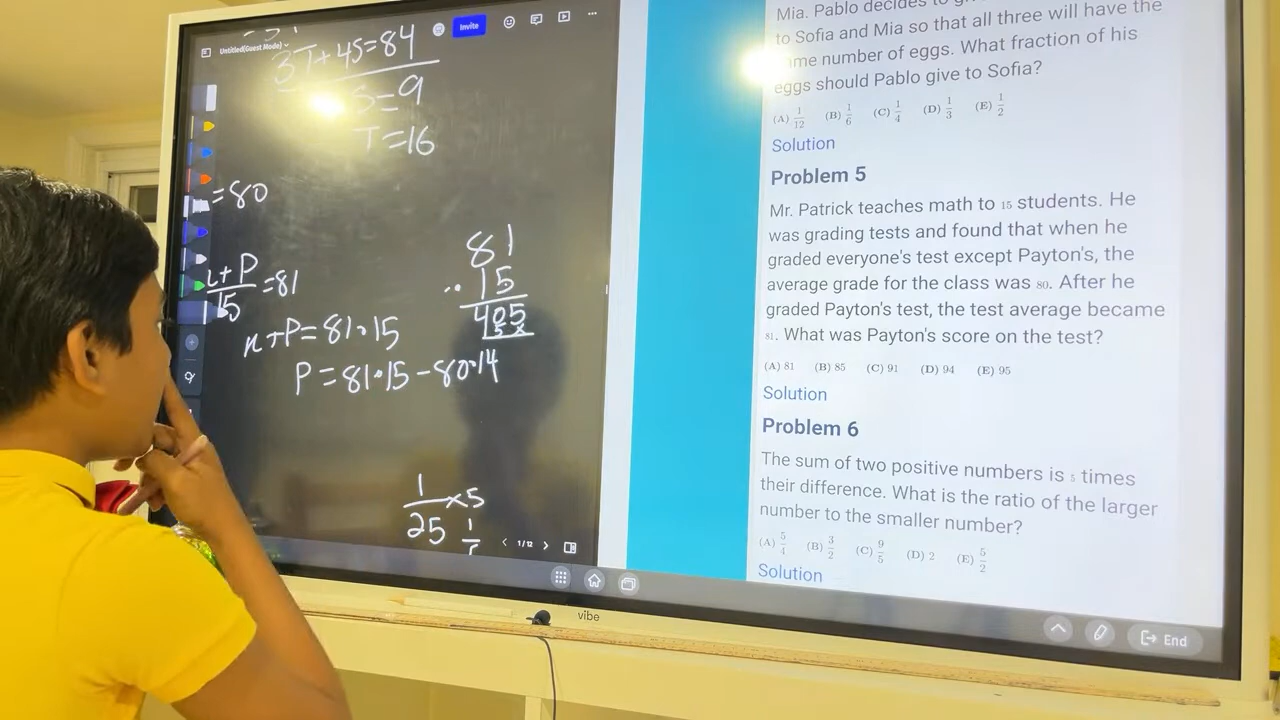 Untitled(Guest Mode)
Invite
3T+4S=84
S=9
T=16
=80
+P
15
=81
n+P=81•15
P=81•15-80•14
81
15
405
1
25
×5
1
1/12
Mia. Pablo decides to
to Sofia and Mia so that all three will have the
same number of eggs. What fraction of his
eggs should Pablo give to Sofia?
(A) 1/12 (B) 1/6 (C) 1/4 (D) 1/3 (E) 1/2
Solution
Problem 5
Mr. Patrick teaches math to 15 students. He
was grading tests and found that when he
graded everyone's test except Payton's, the
average grade for the class was 80. After he
graded Payton's test, the test average became
81. What was Payton's score on the test?
(A) 81 (B) 85 (C) 91 (D) 94 (E) 95
Solution
Problem 6
The sum of two positive numbers is 5 times
their difference. What is the ratio of the larger
number to the smaller number?
(A) 5/4 (B) 3/2 (C) 9/5 (D) 2 (E) 5/2
Solution
End
vibe